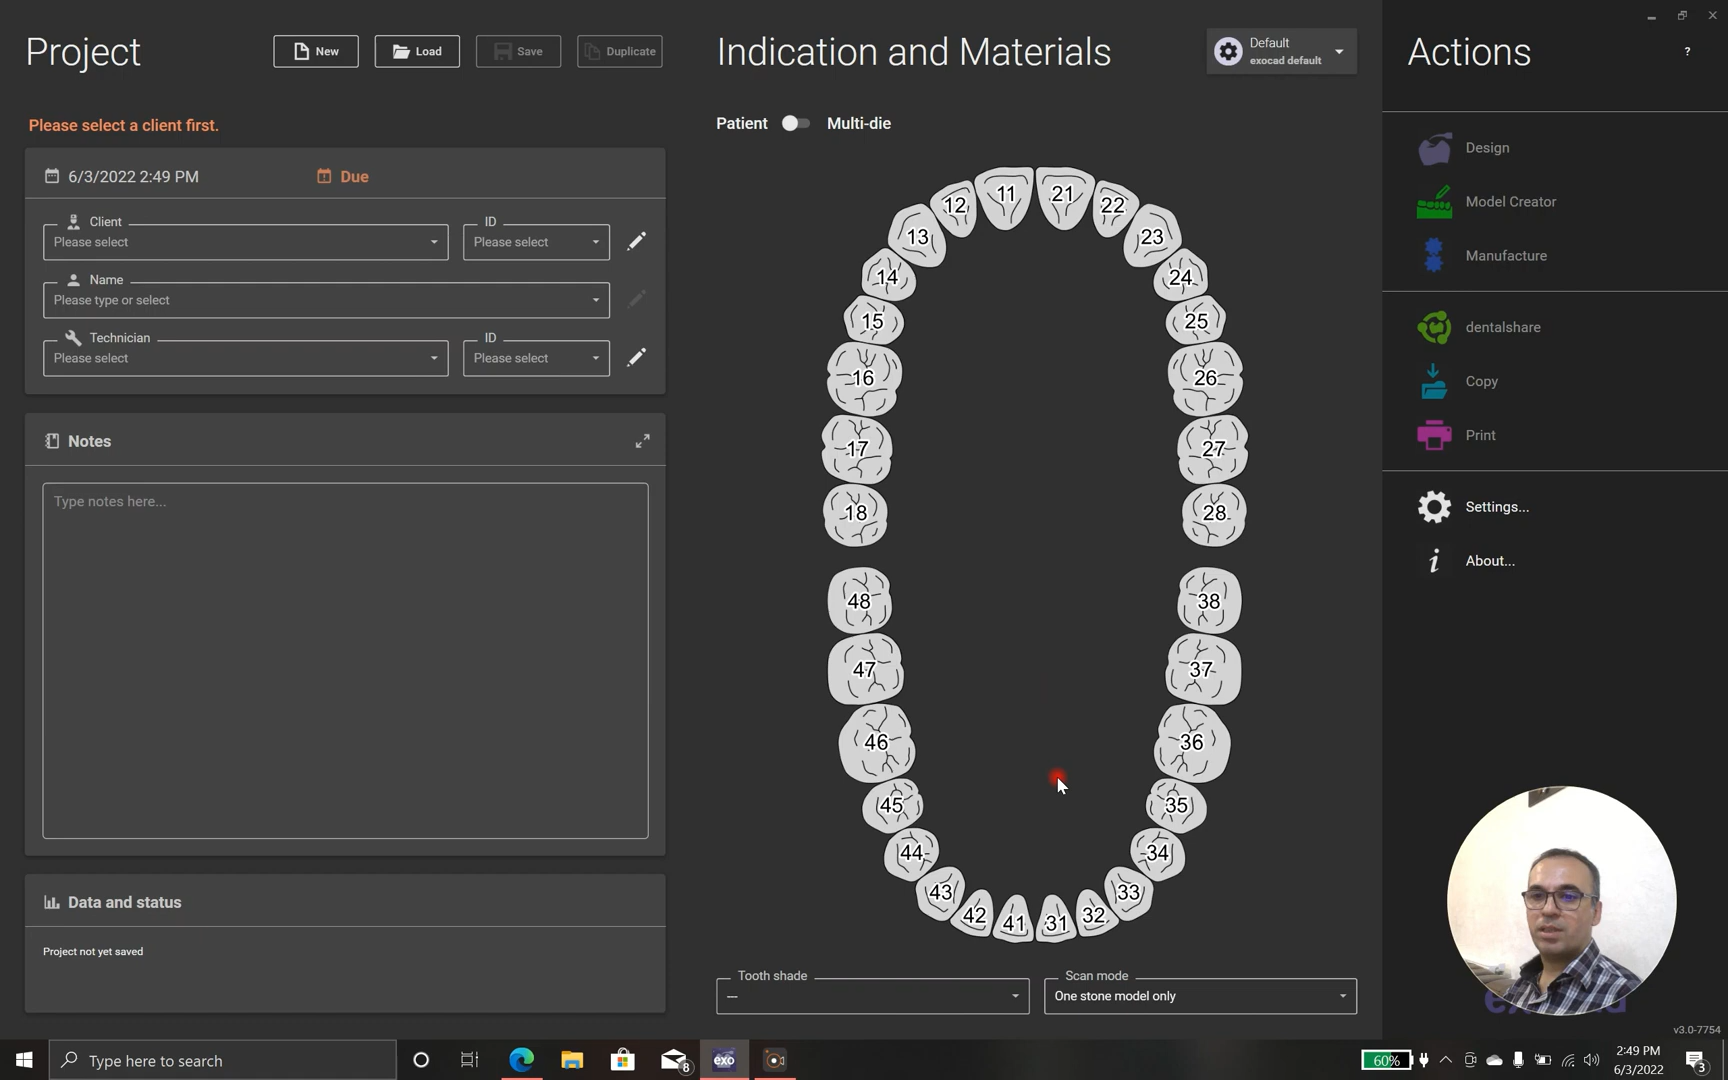 Project
New
Load
Save
Duplicate
Please select a client first.
6/3/2022 2:49 PM
Due
Client
Please select
ID
Please select
Name
Please type or select
Technician
Please select
ID
Please select
Notes
Type notes here...
Data and status
Project not yet saved
Indication and Materials
Default
exocad default
Patient
Multi-die
11
21
12
22
13
23
14
24
15
25
16
26
17
27
18
28
48
38
47
37
46
36
45
35
44
34
43
33
42
32
41
31
Tooth shade
---
Scan mode
One stone model only
Actions
?
Design
Model Creator
Manufacture
dentalshare
Copy
Print
Settings...
i
About...
v3.0-7754
Type here to search
8
exo
60%
2:49 PM
6/3/2022
3